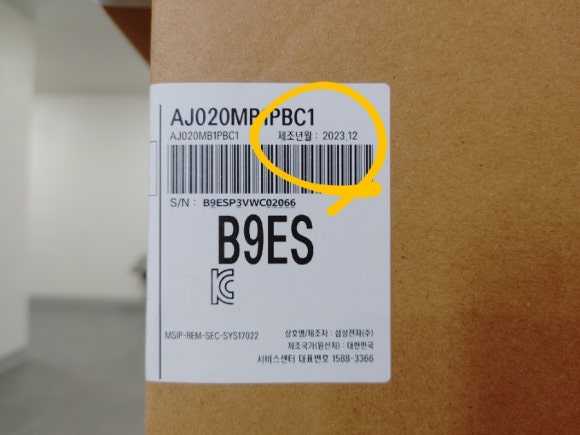 AJ020MB1PBC1
AJ020MB1PBC1 제조년월 : 2023.12
S/N : B9ESP3VWC02066
B9ES
KC
MSIP-REM-SEC-SYS17022 상호명/제조자 : 삼성전자(주)
제조국가(원산지) : 대한민국
서비스센터 대표번호 1588-3366